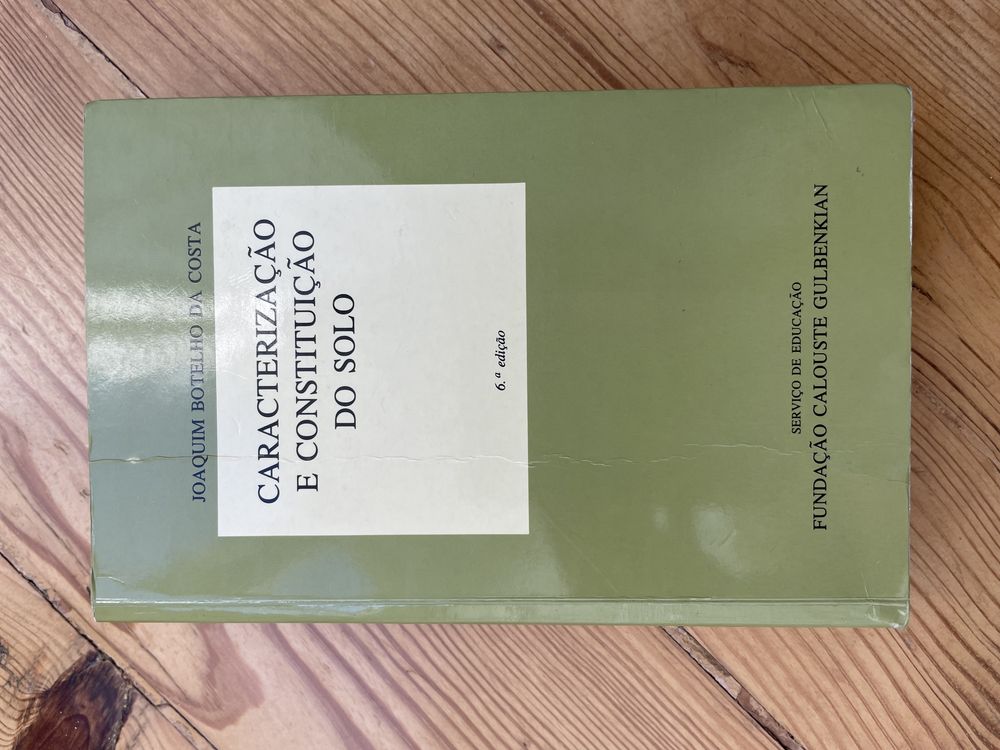 JOAQUIM BOTELHO DA COSTA
CARACTERIZAÇÃO
E CONSTITUIÇÃO
DO SOLO
6.ª edição
SERVIÇO DE EDUCAÇÃO
FUNDAÇÃO CALOUSTE GULBENKIAN